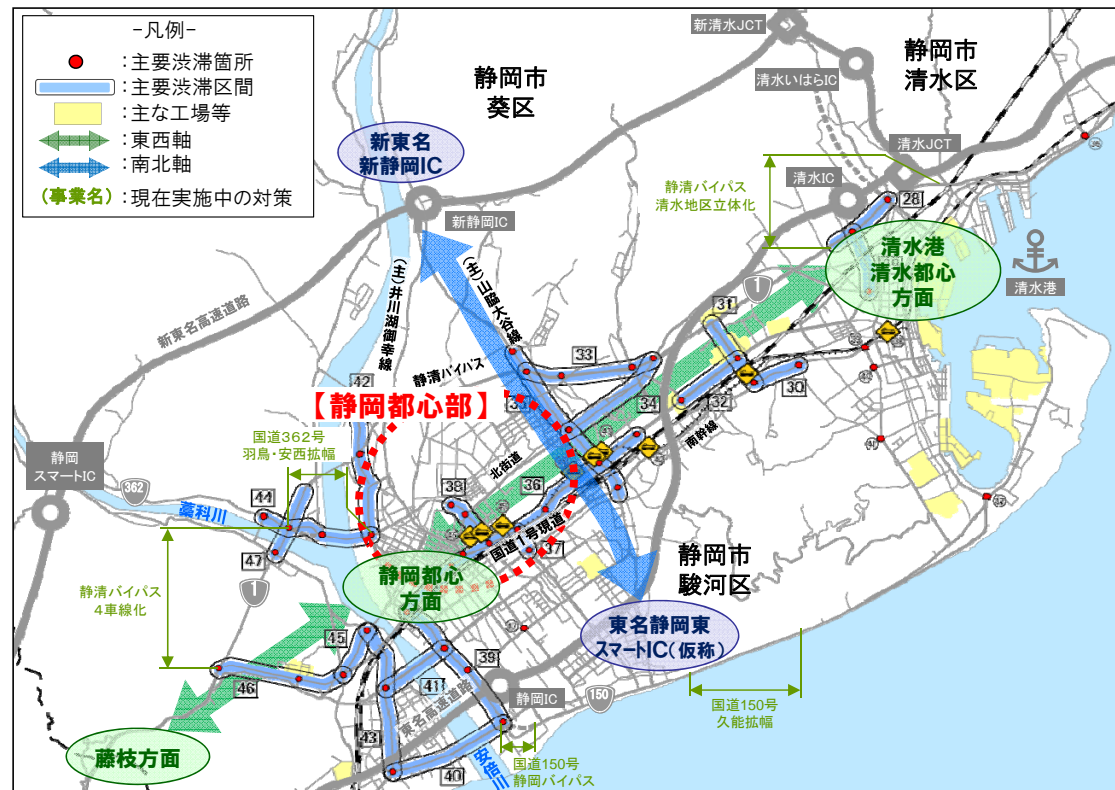 -凡例-
:主要渋滞箇所
:主要渋滞区間
:主な工場等
:東西軸
:南北軸
(事業名):現在実施中の対策
新清水JCT
静岡市
葵区
静岡市
清水区
清水いはらIC
清水JCT
新東名
新静岡IC
静清バイパス
清水地区立体化
清水IC
28
新静岡IC
清水港
清水都心
方面
清水港
(主)井川湖御幸線
(主)山脇大谷線
新東名高速道路
1
31
静清バイパス
33
30
42
35
34
32
【静岡都心部】
南幹線
国道362号
羽鳥・安西拡幅
北街道
静岡
スマートIC
362
38
36
44
藁科川
国道1号現道
37
47
静岡市
駿河区
静岡都心
方面
1
静清バイパス
4車線化
東名静岡東
スマートIC(仮称)
45
39
46
41
静岡IC
150
東名高速道路
国道150号
久能拡幅
藤枝方面
43
安倍川
40
国道150号
静岡バイパス